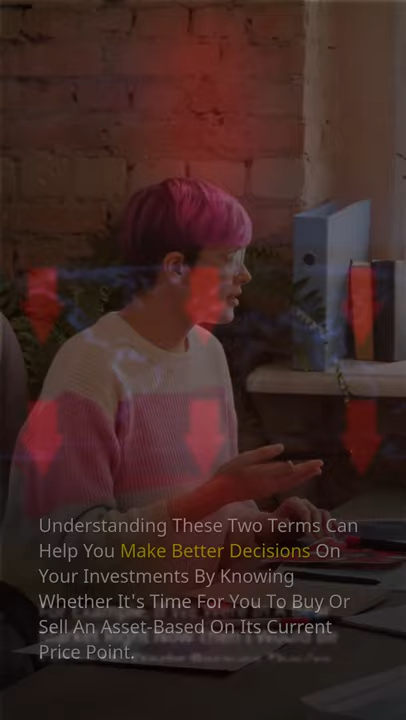 Understanding These Two Terms Can
Help You Make Better Decisions On
Your Investments By Knowing
Whether It's Time For You To Buy Or
Sell An Asset-Based On Its Current
Price Point.